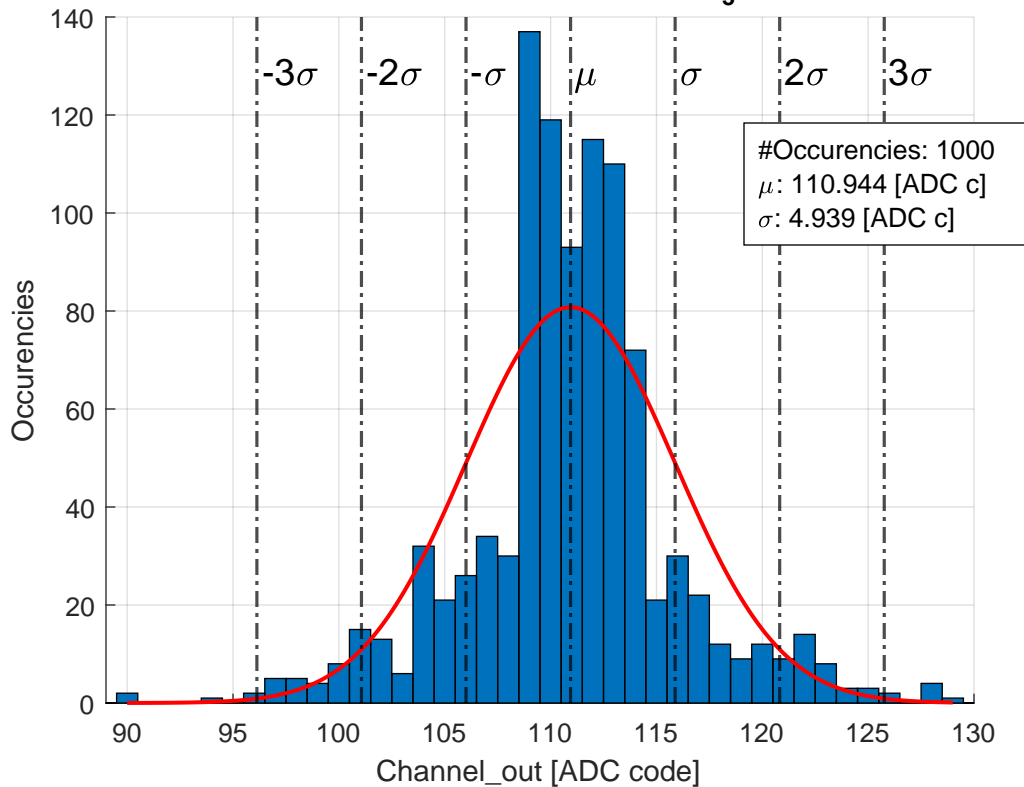 140
120
100
80
60
40
20
0
-3σ
-2σ
-σ
μ
σ
2σ
3σ
#Occurencies: 1000
μ: 110.944 [ADC c]
σ: 4.939 [ADC c]
Occurencies
90 95 100 105 110 115 120 125 130
Channel_out [ADC code]